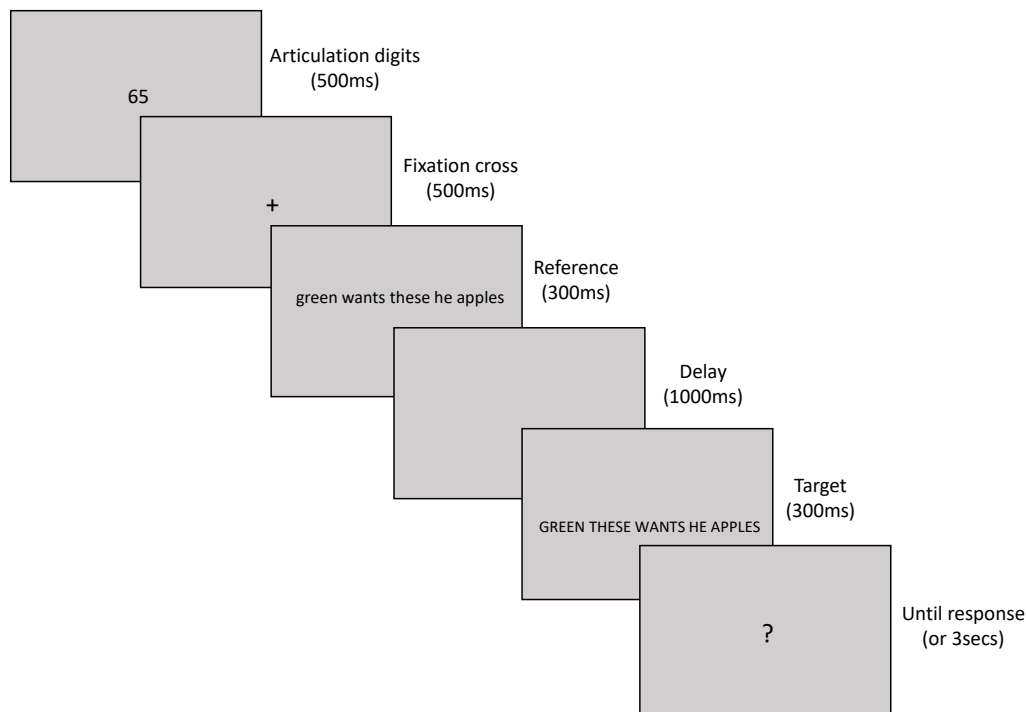 65
Articulation digits
(500ms)
+
Fixation cross
(500ms)
green wants these he apples
Reference
(300ms)
Delay
(1000ms)
GREEN THESE WANTS HE APPLES
Target
(300ms)
?
Until response
(or 3secs)